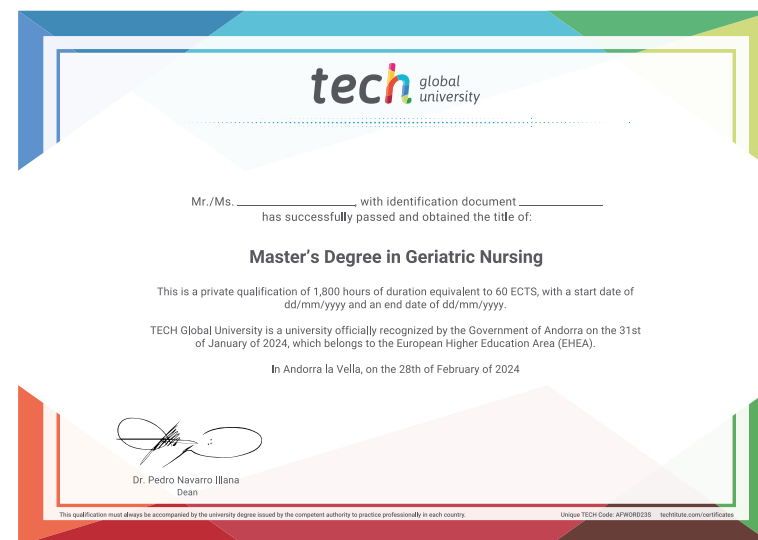 tech global university
Mr./Ms. ____________, with identification document ____________
has successfully passed and obtained the title of:
Master's Degree in Geriatric Nursing
This is a private qualification of 1,800 hours of duration equivalent to 60 ECTS, with a start date of
dd/mm/yyyy and an end date of dd/mm/yyyy.
TECH Global University is a university officially recognized by the Government of Andorra on the 31st
of January of 2024, which belongs to the European Higher Education Area (EHEA).
In Andorra la Vella, on the 28th of February of 2024
Dr. Pedro Navarro Illana
Dean
This qualification must always be accompanied by the university degree issued by the competent authority to practice professionally in each country. Unique TECH Code: AFWORD23S techtitute.com/certificates